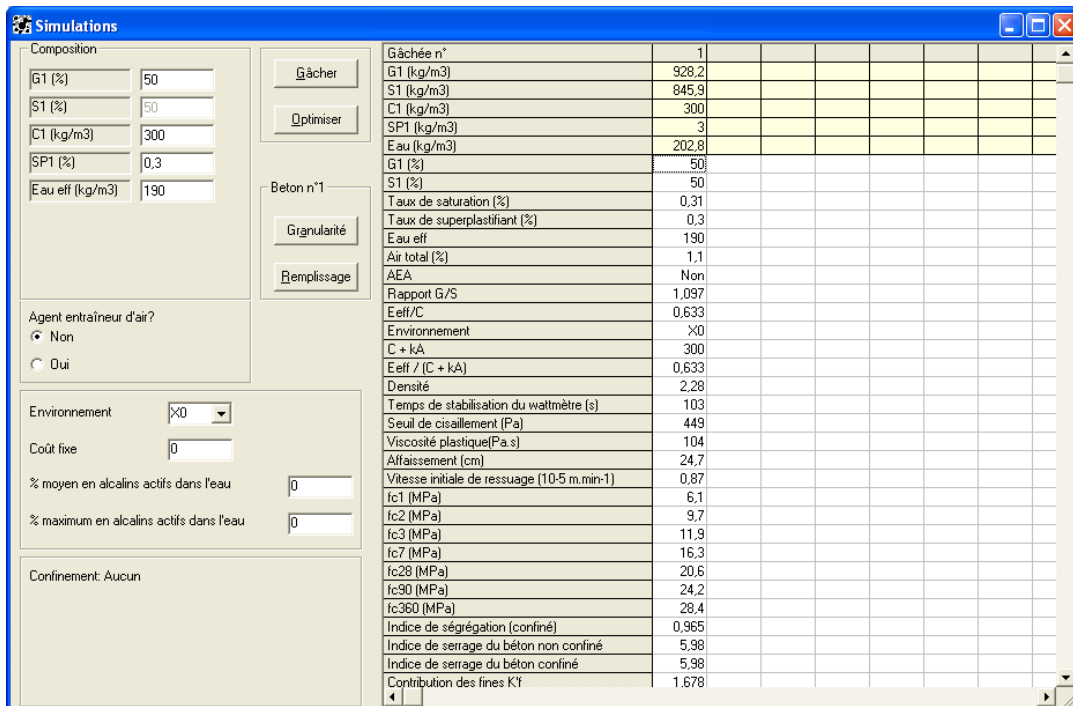 Simulations
Composition
G1 (%) 50
S1 (%) 50
C1 (kg/m3) 300
SP1 (%) 0,3
Eau eff (kg/m3) 190
Gâcher
Optimiser
Beton n°1
Granularité
Remplissage
Agent entraîneur d'air?
Non
Oui
Environnement X0
Coût fixe 0
% moyen en alcalins actifs dans l'eau 0
% maximum en alcalins actifs dans l'eau 0
Confinement: Aucun
Gâchée n° 1
G1 (kg/m3) 928,2
S1 (kg/m3) 845,9
C1 (kg/m3) 300
SP1 (kg/m3) 3
Eau (kg/m3) 202,8
G1 (%) 50
S1 (%) 50
Taux de saturation (%) 0,31
Taux de superplastifiant (%) 0,3
Eau eff 190
Air total (%) 1,1
AEA Non
Rapport G/S 1,097
Eeff/C 0,633
Environnement X0
C + kA 300
Eeff / (C + kA) 0,633
Densité 2,28
Temps de stabilisation du wattmètre (s) 103
Seuil de cisaillement (Pa) 449
Viscosité plastique(Pa.s) 104
Affaissement (cm) 24,7
Vitesse initiale de ressuage (10-5 m.min-1) 0,87
fc1 (MPa) 6,1
fc2 (MPa) 9,7
fc3 (MPa) 11,9
fc7 (MPa) 16,3
fc28 (MPa) 20,6
fc90 (MPa) 24,2
fc360 (MPa) 28,4
Indice de ségrégation (confiné) 0,965
Indice de serrage du béton non confiné 5,98
Indice de serrage du béton confiné 5,98
Contribution des fines K'f 1,678